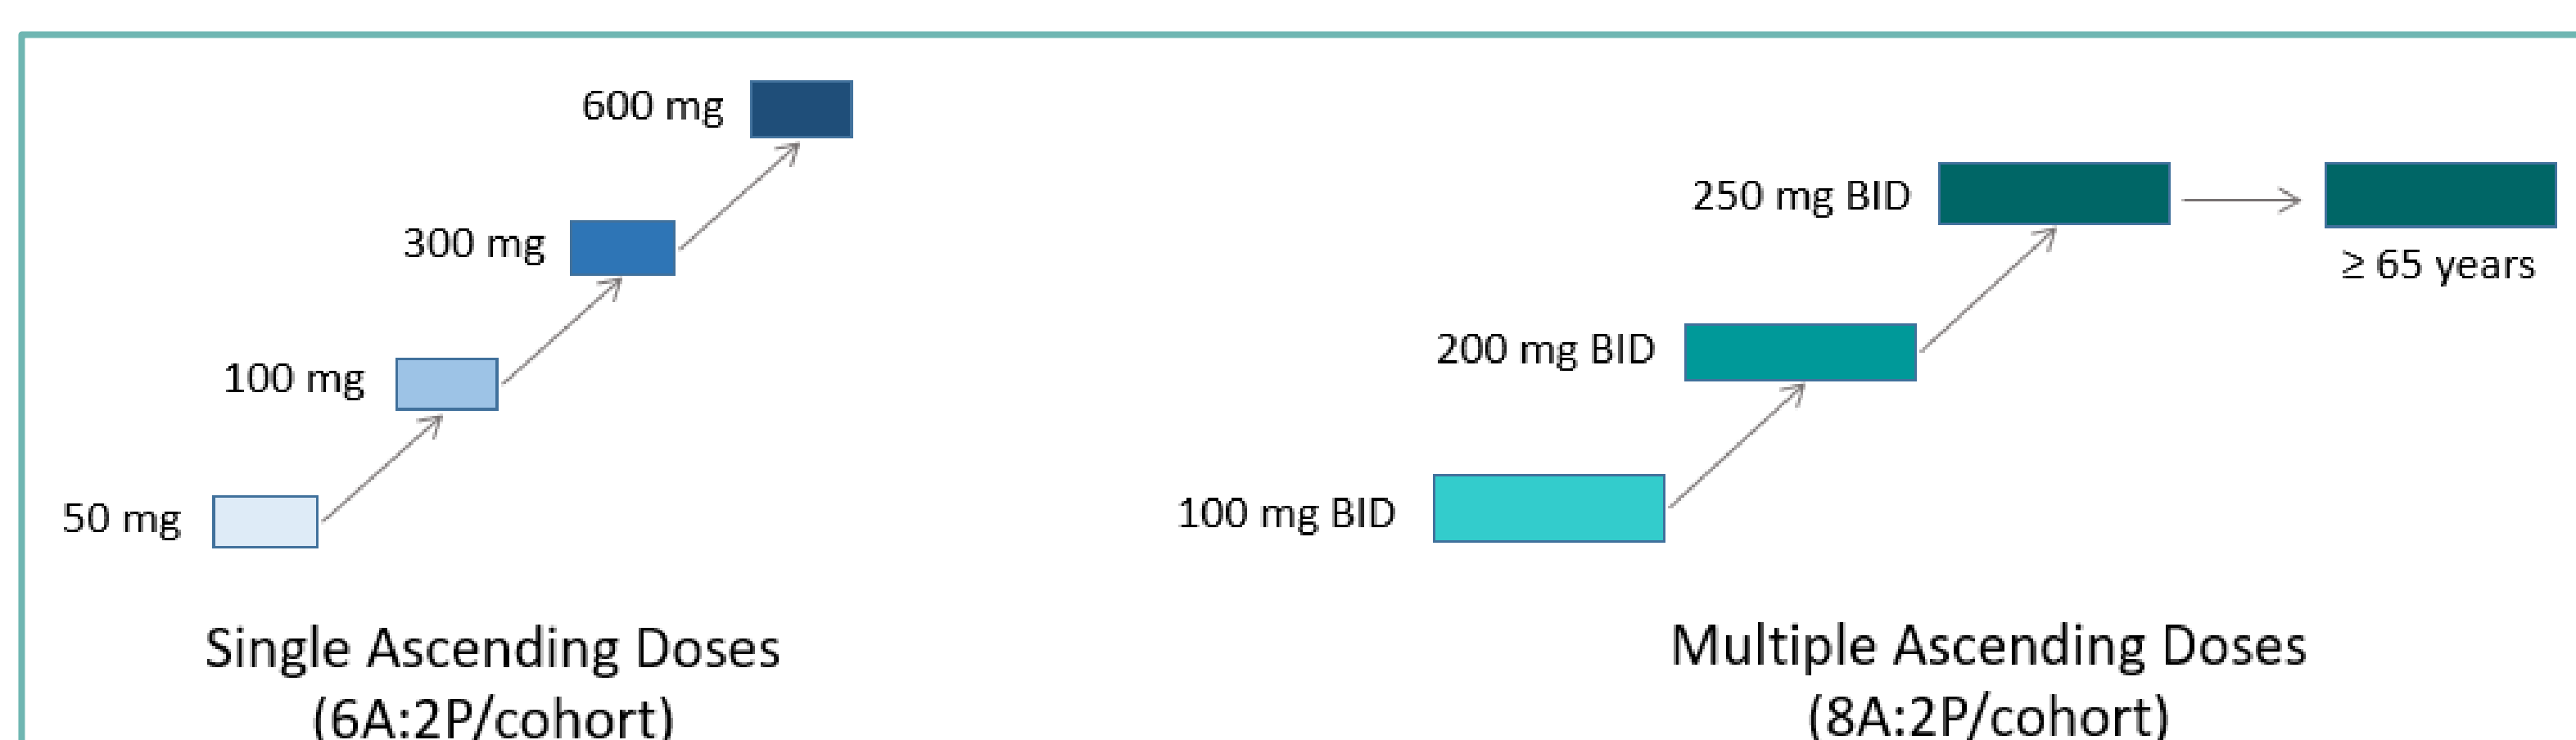 600 mg
300 mg
100 mg
50 mg
Single Ascending Doses
(6A:2P/cohort)
250 mg BID
≥ 65 years
200 mg BID
100 mg BID
Multiple Ascending Doses
(8A:2P/cohort)